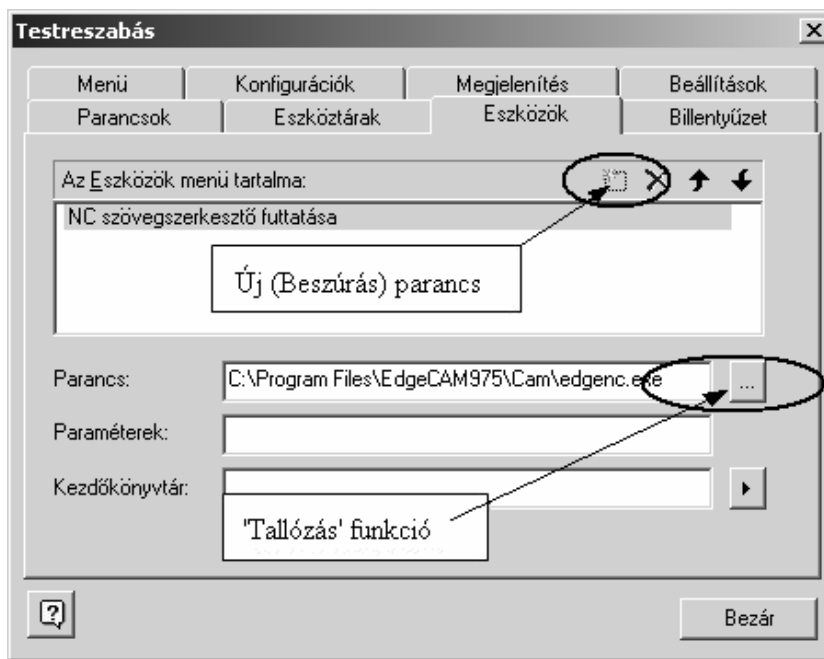 Testreszabás
Menü Konfigurációk Megjelenítés Beállítások
Parancsok Eszköztárak Eszközök Billentyűzet
Az Eszközök menü tartalma:
NC szövegszerkesztő futtatása
Új (Beszúrás) parancs
Parancs: C:\Program Files\EdgeCAM975\Cam\edgenc.exe ...
Paraméterek:
Kezdőkönyvtár:
'Tallózás' funkció
Bezár